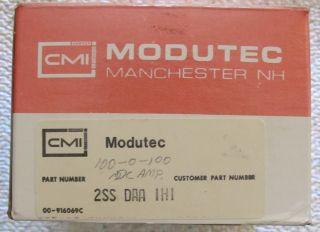 CMI
MODUTEC
MANCHESTER NH
CMI
Modutec
100-0-100
ADC AMP.
PART NUMBER
CUSTOMER PART NUMBER
2SS DAA 1H1
00-916069C